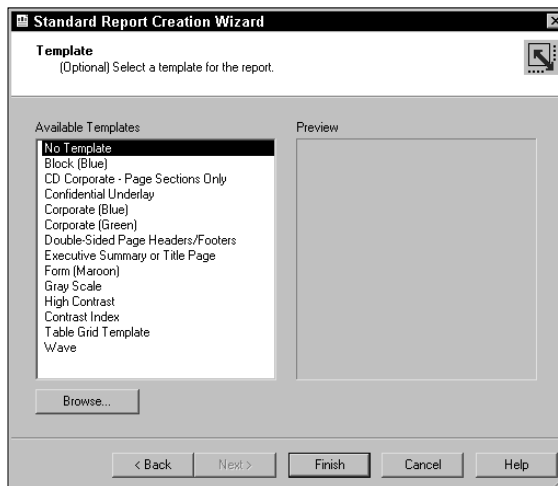 Standard Report Creation Wizard
Template
(Optional) Select a template for the report.
Available Templates
Preview
No Template
Block (Blue)
CD Corporate - Page Sections Only
Confidential Underlay
Corporate (Blue)
Corporate (Green)
Double-Sided Page Headers/Footers
Executive Summary or Title Page
Form (Maroon)
Gray Scale
High Contrast
Contrast Index
Table Grid Template
Wave
Browse...
< Back
Next >
Finish
Cancel
Help